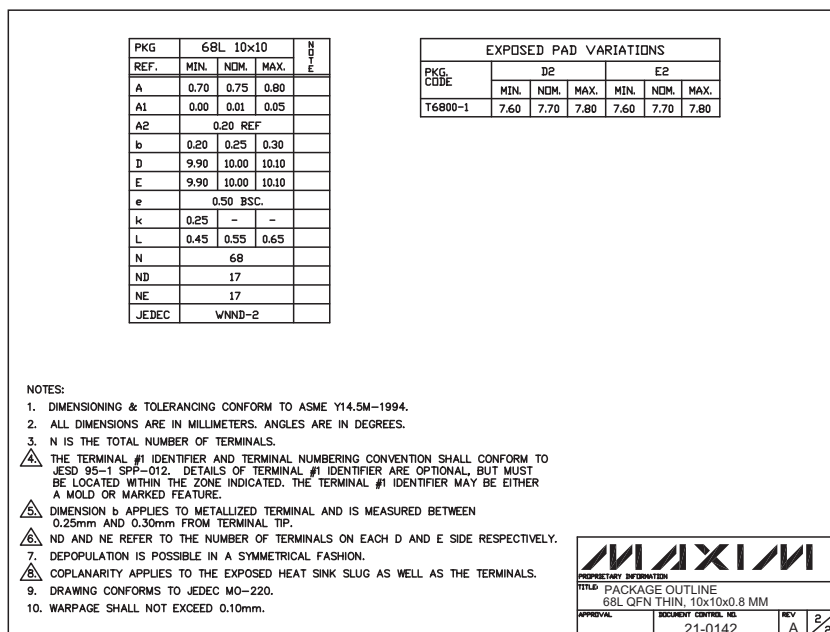 PKG 68L 10x10 NOTE
REF. MIN. NOM. MAX.
A 0.70 0.75 0.80
A1 0.00 0.01 0.05
A2 0.20 REF
b 0.20 0.25 0.30
D 9.90 10.00 10.10
E 9.90 10.00 10.10
e 0.50 BSC.
k 0.25 – –
L 0.45 0.55 0.65
N 68
ND 17
NE 17
JEDEC WNND-2
EXPOSED PAD VARIATIONS
PKG. CODE D2 E2
MIN. NOM. MAX. MIN. NOM. MAX.
T6800-1 7.60 7.70 7.80 7.60 7.70 7.80
NOTES:
1. DIMENSIONING & TOLERANCING CONFORM TO ASME Y14.5M–1994.
2. ALL DIMENSIONS ARE IN MILLIMETERS. ANGLES ARE IN DEGREES.
3. N IS THE TOTAL NUMBER OF TERMINALS.
4. THE TERMINAL #1 IDENTIFIER AND TERMINAL NUMBERING CONVENTION SHALL CONFORM TO
JESD 95–1 SPP–012. DETAILS OF TERMINAL #1 IDENTIFIER ARE OPTIONAL, BUT MUST
BE LOCATED WITHIN THE ZONE INDICATED. THE TERMINAL #1 IDENTIFIER MAY BE EITHER
A MOLD OR MARKED FEATURE.
5. DIMENSION b APPLIES TO METALLIZED TERMINAL AND IS MEASURED BETWEEN
0.25mm AND 0.30mm FROM TERMINAL TIP.
6. ND AND NE REFER TO THE NUMBER OF TERMINALS ON EACH D AND E SIDE RESPECTIVELY.
7. DEPOPULATION IS POSSIBLE IN A SYMMETRICAL FASHION.
8. COPLANARITY APPLIES TO THE EXPOSED HEAT SINK SLUG AS WELL AS THE TERMINALS.
9. DRAWING CONFORMS TO JEDEC MO–220.
10. WARPAGE SHALL NOT EXCEED 0.10mm.
MAXIM
PROPRIETARY INFORMATION
TITLE: PACKAGE OUTLINE
68L QFN THIN, 10x10x0.8 MM
APPROVAL DOCUMENT CONTROL NO. REV
21-0142 A 2/2